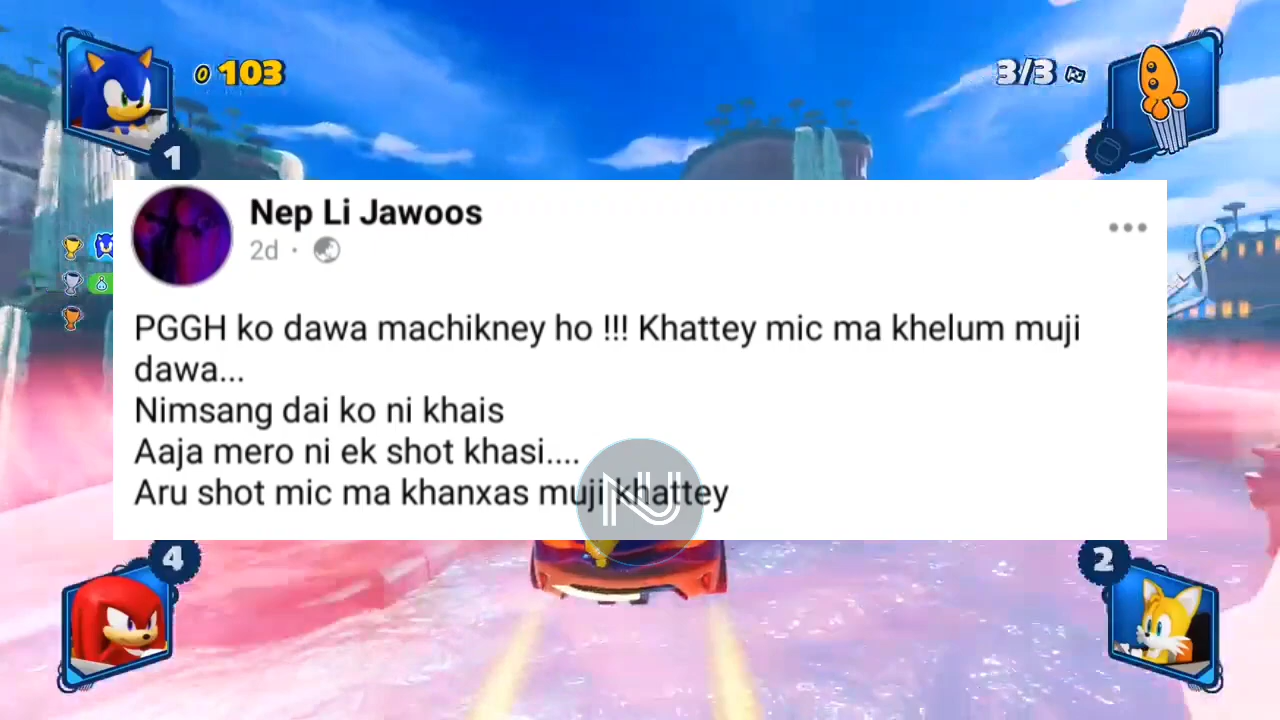 103
3/3
1
Nep Li Jawoos
2d ·
PGGH ko dawa machikney ho !!! Khattey mic ma khelum muji
dawa...
Nimsang dai ko ni khais
Aaja mero ni ek shot khasi....
Aru shot mic ma khanxas muji khattey
NU
4
2